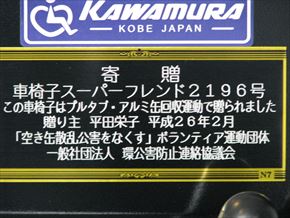 KAWAMURA
KOBE JAPAN
寄贈
車椅子スーパーフレンド2196号
この車椅子はプルタブ・アルミ缶回収運動で贈られました
贈り主 平田栄子 平成26年2月
「空き缶散乱公害をなくす」ボランティア運動団体
一般社団法人 環公害防止連絡協議会
N7